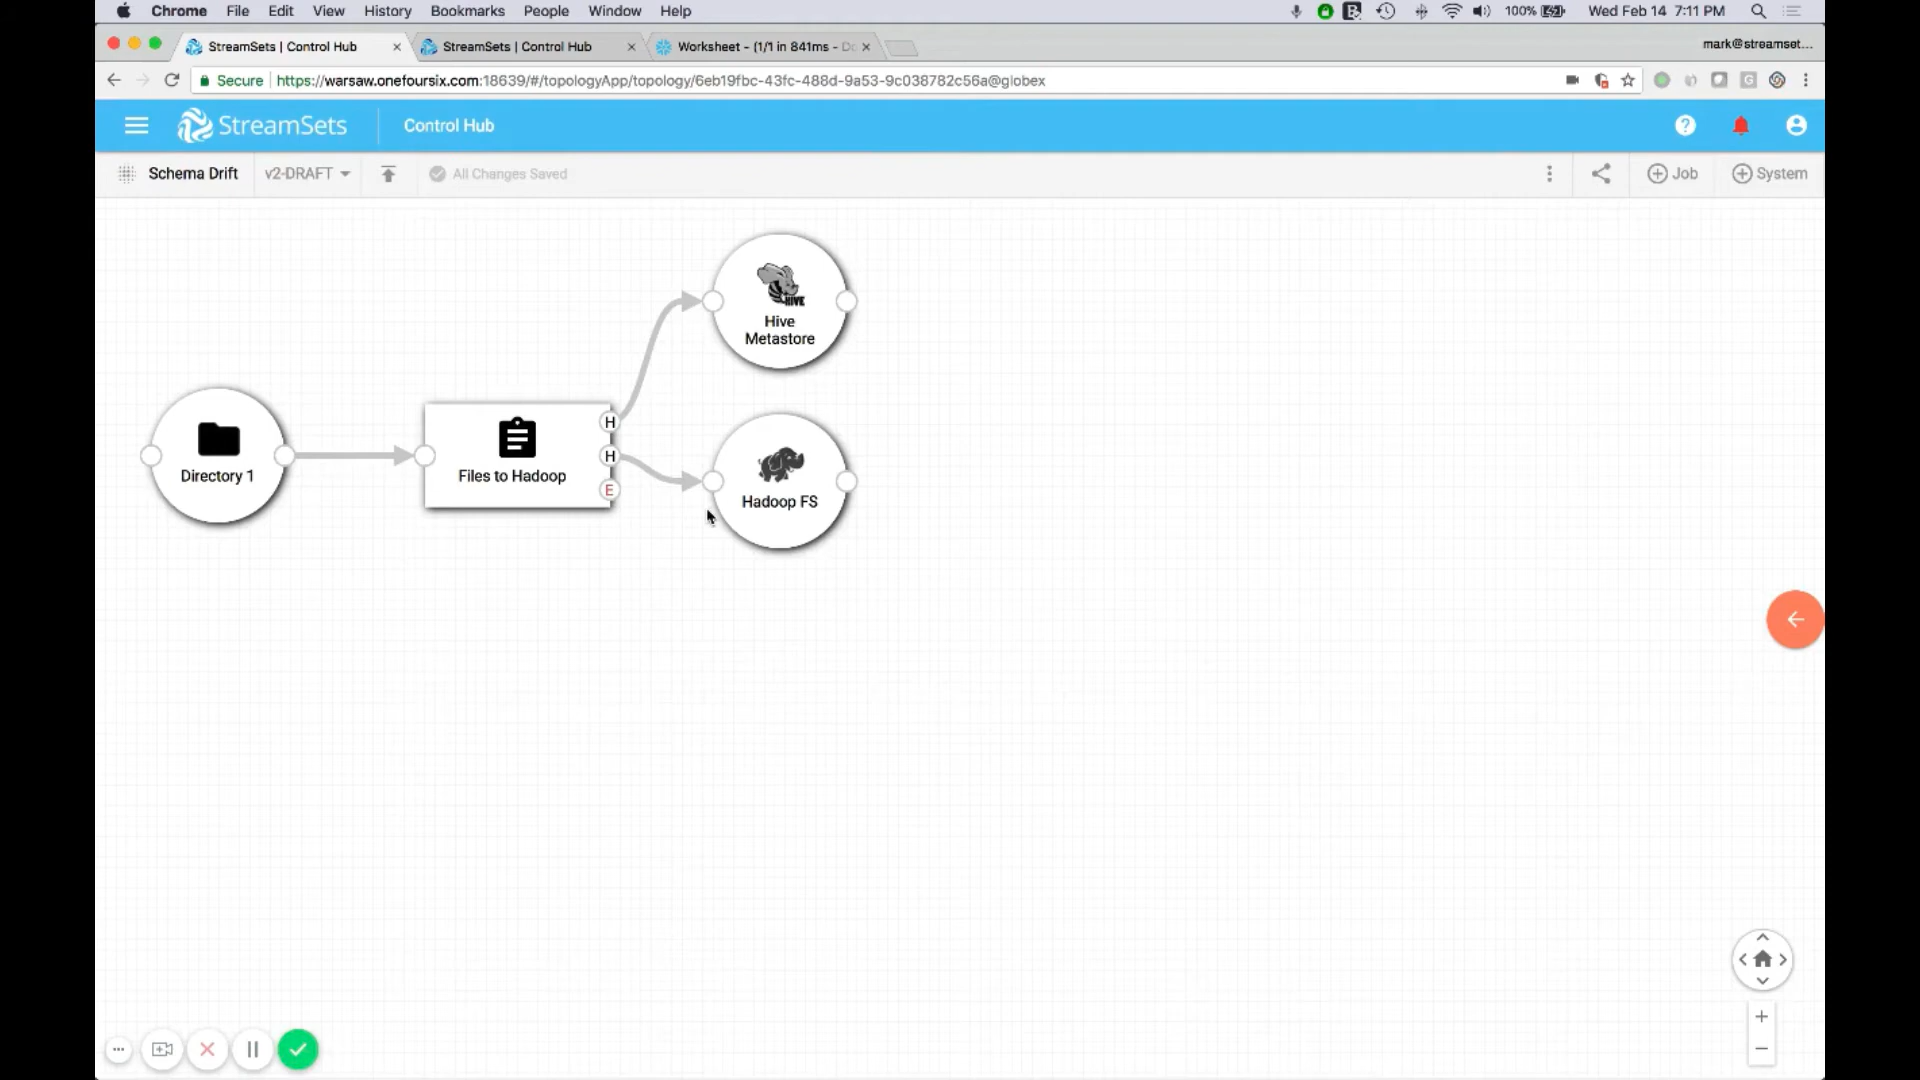 Chrome File Edit View History Bookmarks People Window Help 100% Wed Feb 14 7:11 PM
StreamSets | Control Hub StreamSets | Control Hub Worksheet - (1/1 in 841ms - mark@streamset...
Secure https://warsaw.onefoursix.com:18639/#/topologyApp/topology/6eb19fbc-43fc-488d-9a53-9c038782c56a@globex
StreamSets Control Hub
Schema Drift v2-DRAFT All Changes Saved Job System
HIVE
Hive
Metastore
H
Directory 1
Files to Hadoop
H
E
Hadoop FS